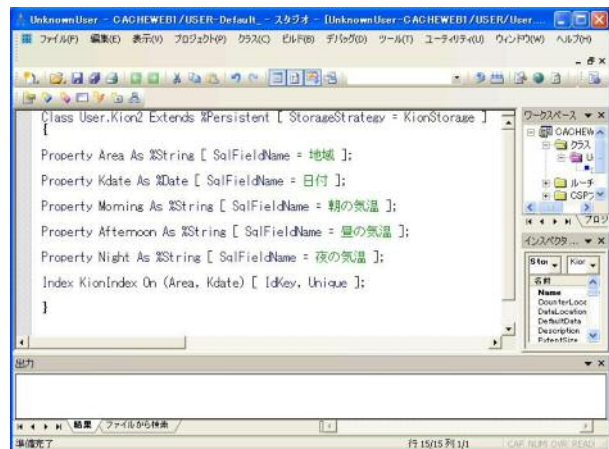 UnknownUser - CACHEWEB1/USER-Default_ - スタジオ - [UnknownUser-CACHEWEB1/USER/User....
ファイル(F) 編集(E) 表示(V) プロジェクト(P) クラス(C) ビルド(B) デバッグ(D) ツール(T) ユーティリティ(U) ウィンドウ(W) ヘルプ(H)
Class User.Kion2 Extends %Persistent [ StorageStrategy = KionStorage ]
{
Property Area As %String [ SqlFieldName = 地域 ];
Property Kdate As %Date [ SqlFieldName = 日付 ];
Property Morning As %String [ SqlFieldName = 朝の気温 ];
Property Afternoon As %String [ SqlFieldName = 昼の気温 ];
Property Night As %String [ SqlFieldName = 夜の気温 ];
Index KionIndex On (Area, Kdate) [ IdKey, Unique ];
}
ワークスペース
CACHEW
クラス
U
ルーチ
CSPフ
プロジ
インスペクタ ...
Stor
Kior
名前
Name
CounterLoce
DataLocation
DefaultData
Description
ExtentSize
出力
結果 ファイルから検索
準備完了
行 15/15 列 1/1
CAP NUM OVR READ